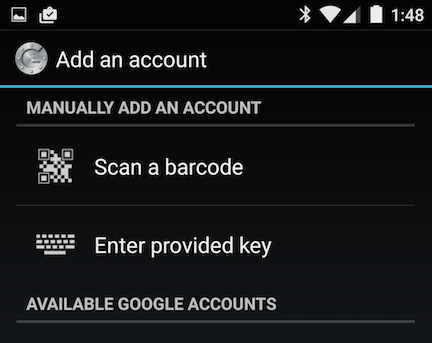 1:48
Add an account
MANUALLY ADD AN ACCOUNT
Scan a barcode
Enter provided key
AVAILABLE GOOGLE ACCOUNTS